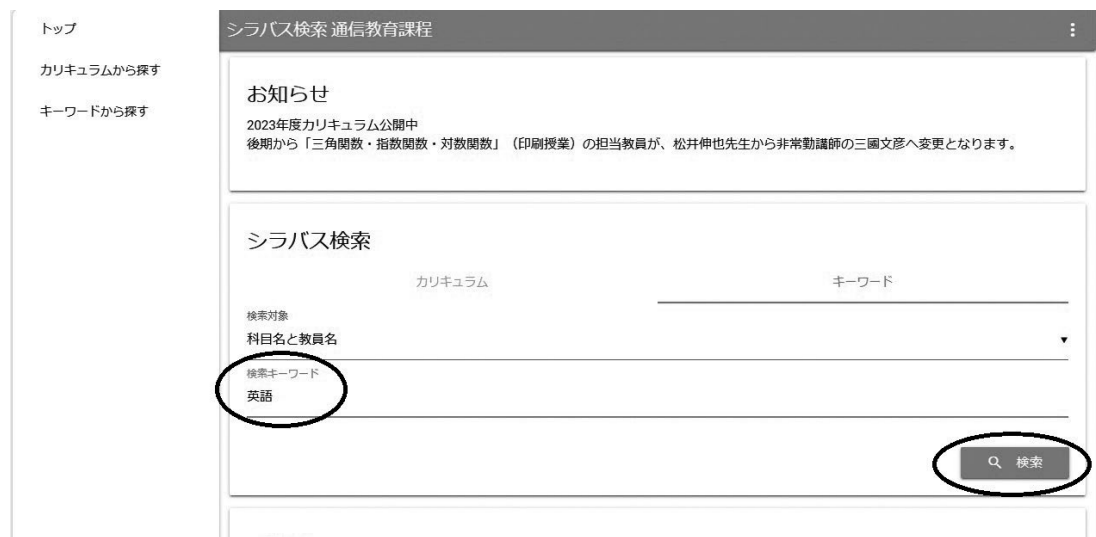 トップ
カリキュラムから探す
キーワードから探す
シラバス検索 通信教育課程
お知らせ
2023年度カリキュラム公開中
後期から「三角関数・指数関数・対数関数」（印刷授業）の担当教員が、松井伸也先生から非常勤講師の三國文彦へ変更となります。
シラバス検索
カリキュラム
キーワード
検索対象
科目名と教員名
検索キーワード
英語
検索